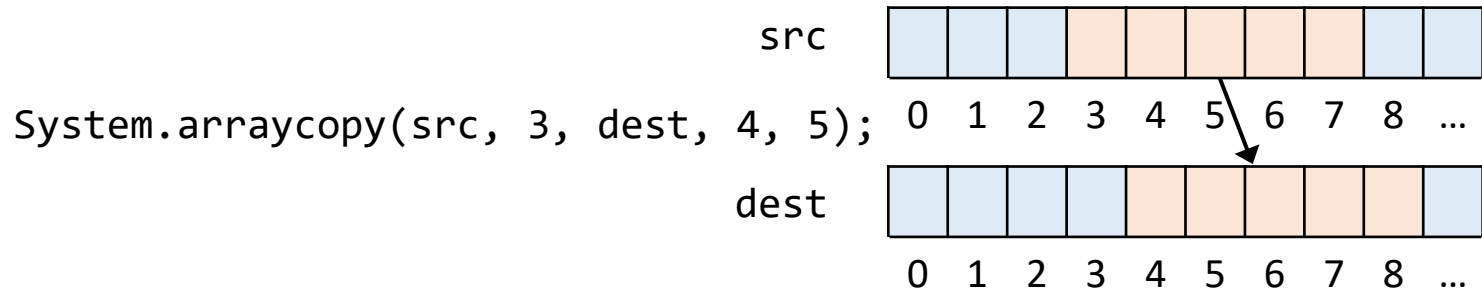 src
System.arraycopy(src, 3, dest, 4, 5);
0 1 2 3 4 5 6 7 8 …
dest
0 1 2 3 4 5 6 7 8 …